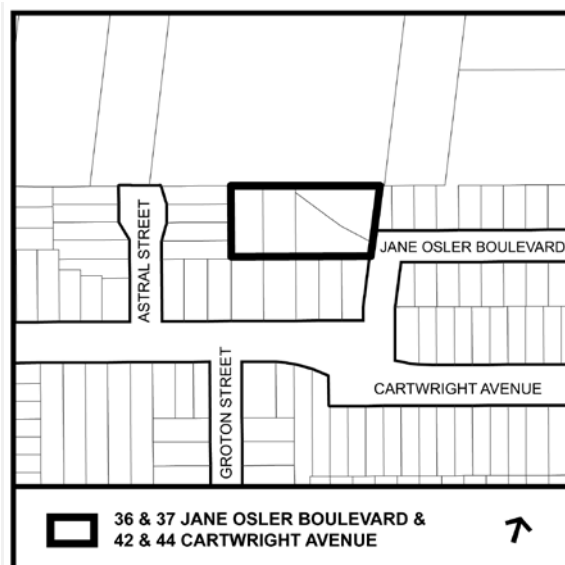 JANE OSLER BOULEVARD
ASTRAL STREET
GROTON STREET
CARTWRIGHT AVENUE
36 & 37 JANE OSLER BOULEVARD &
42 & 44 CARTWRIGHT AVENUE